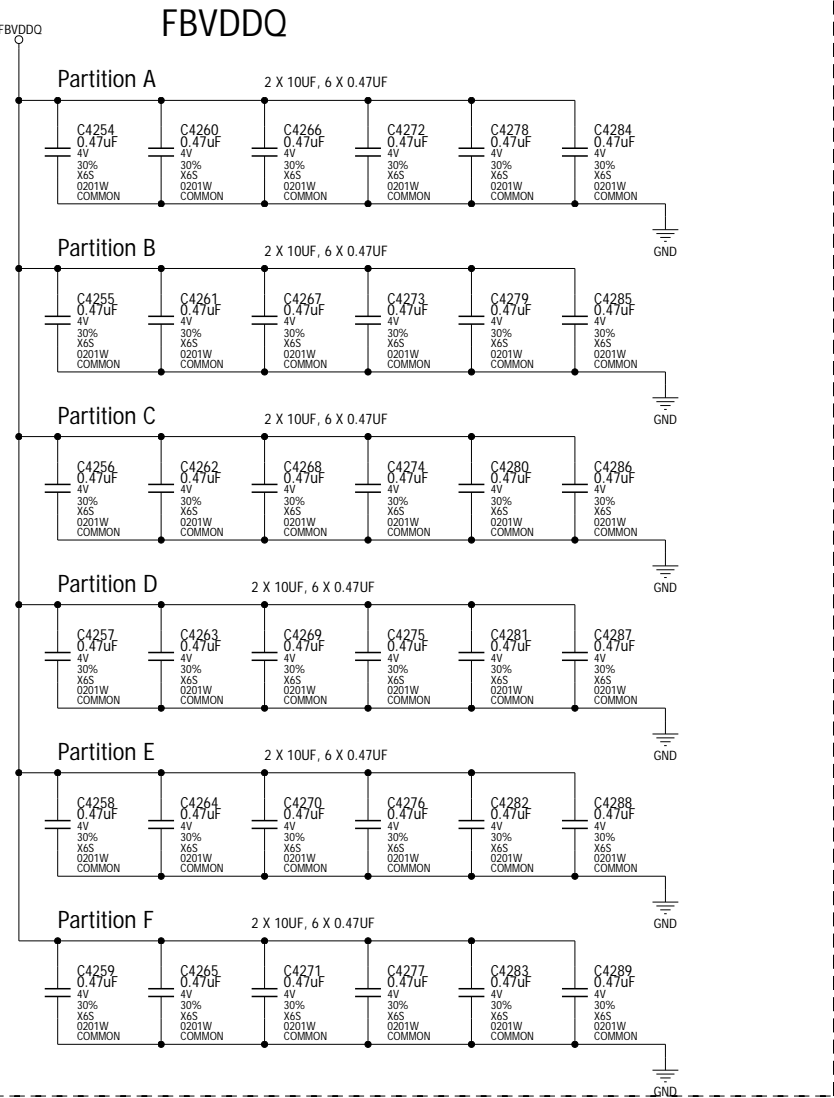 FBVDDQ
FBVDDQ
Partition A 2 X 10UF, 6 X 0.47UF
C4254 C4260 C4266 C4272 C4278 C4284
0.47uF 0.47uF 0.47uF 0.47uF 0.47uF 0.47uF
4V 4V 4V 4V 4V 4V
30% 30% 30% 30% 30% 30%
X6S X6S X6S X6S X6S X6S
0201W 0201W 0201W 0201W 0201W 0201W
COMMON COMMON COMMON COMMON COMMON COMMON
GND
Partition B 2 X 10UF, 6 X 0.47UF
C4255 C4261 C4267 C4273 C4279 C4285
0.47uF 0.47uF 0.47uF 0.47uF 0.47uF 0.47uF
4V 4V 4V 4V 4V 4V
30% 30% 30% 30% 30% 30%
X6S X6S X6S X6S X6S X6S
0201W 0201W 0201W 0201W 0201W 0201W
COMMON COMMON COMMON COMMON COMMON COMMON
GND
Partition C 2 X 10UF, 6 X 0.47UF
C4256 C4262 C4268 C4274 C4280 C4286
0.47uF 0.47uF 0.47uF 0.47uF 0.47uF 0.47uF
4V 4V 4V 4V 4V 4V
30% 30% 30% 30% 30% 30%
X6S X6S X6S X6S X6S X6S
0201W 0201W 0201W 0201W 0201W 0201W
COMMON COMMON COMMON COMMON COMMON COMMON
GND
Partition D 2 X 10UF, 6 X 0.47UF
C4257 C4263 C4269 C4275 C4281 C4287
0.47uF 0.47uF 0.47uF 0.47uF 0.47uF 0.47uF
4V 4V 4V 4V 4V 4V
30% 30% 30% 30% 30% 30%
X6S X6S X6S X6S X6S X6S
0201W 0201W 0201W 0201W 0201W 0201W
COMMON COMMON COMMON COMMON COMMON COMMON
GND
Partition E 2 X 10UF, 6 X 0.47UF
C4258 C4264 C4270 C4276 C4282 C4288
0.47uF 0.47uF 0.47uF 0.47uF 0.47uF 0.47uF
4V 4V 4V 4V 4V 4V
30% 30% 30% 30% 30% 30%
X6S X6S X6S X6S X6S X6S
0201W 0201W 0201W 0201W 0201W 0201W
COMMON COMMON COMMON COMMON COMMON COMMON
GND
Partition F 2 X 10UF, 6 X 0.47UF
C4259 C4265 C4271 C4277 C4283 C4289
0.47uF 0.47uF 0.47uF 0.47uF 0.47uF 0.47uF
4V 4V 4V 4V 4V 4V
30% 30% 30% 30% 30% 30%
X6S X6S X6S X6S X6S X6S
0201W 0201W 0201W 0201W 0201W 0201W
COMMON COMMON COMMON COMMON COMMON COMMON
GND